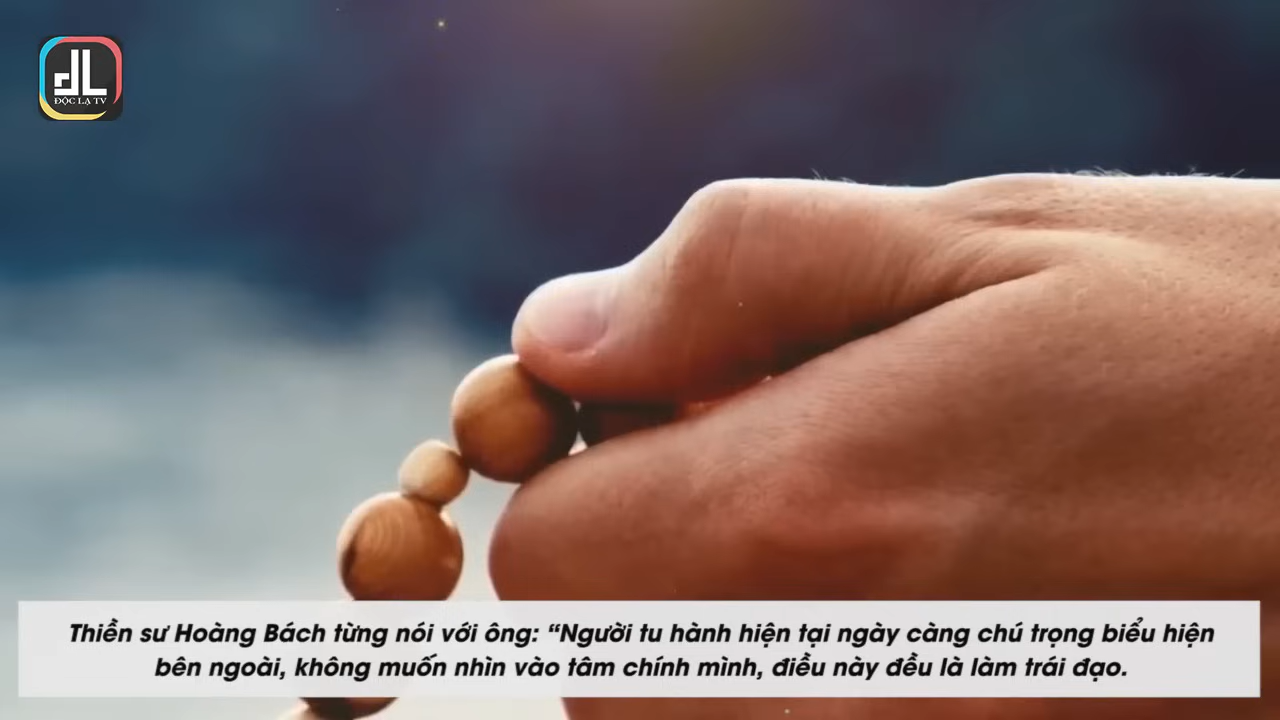 ĐỘC LẠ TV
Thiền sư Hoàng Bách từng nói với ông: “Người tu hành hiện tại ngày càng chú trọng biểu hiện
bên ngoài, không muốn nhìn vào tâm chính mình, điều này đều là làm trái đạo.